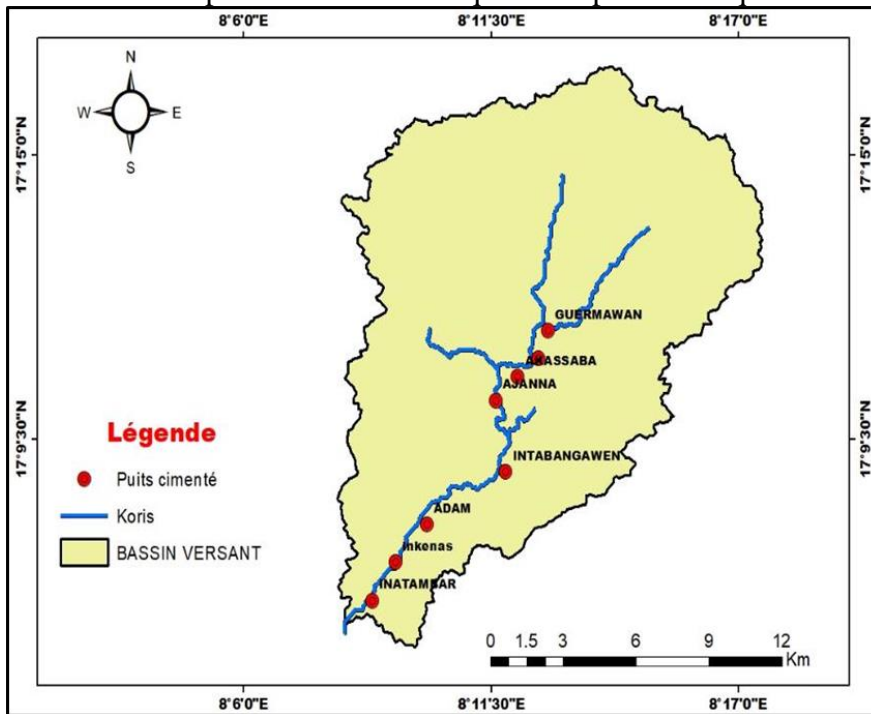 8°6'0"E
8°11'30"E
8°17'0"E
N
W
E
S
17°15'0"N
17°15'0"N
GUERMAWAN
AKASSABA
AJANNA
17°9'30"N
17°9'30"N
Légende
INTABANGAWEN
Puits cimenté
ADAM
Koris
Inkenas
BASSIN VERSANT
INATAMBAR
0 1.5 3 6 9 12
Km
8°6'0"E
8°11'30"E
8°17'0"E